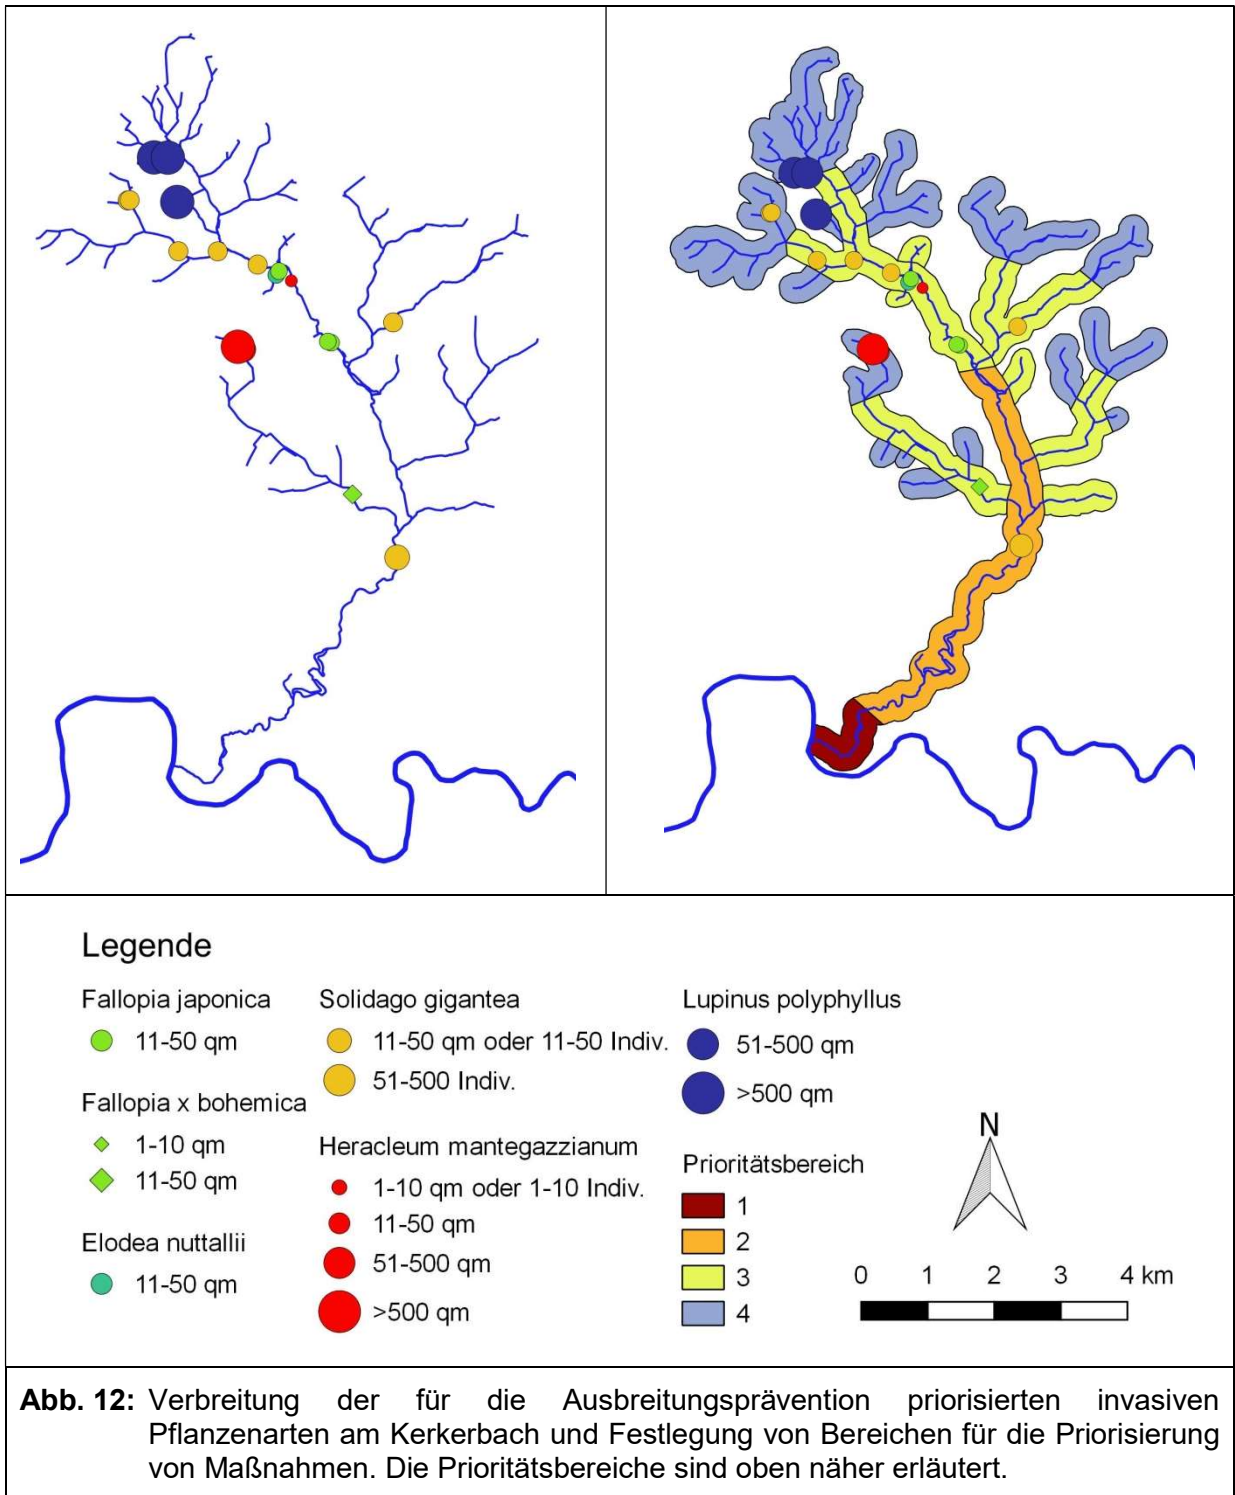 Legende
Fallopia japonica
11-50 qm
Fallopia x bohemica
1-10 qm
11-50 qm
Elodea nuttallii
11-50 qm
Solidago gigantea
11-50 qm oder 11-50 Indiv.
51-500 Indiv.
Heracleum mantegazzianum
1-10 qm oder 1-10 Indiv.
11-50 qm
51-500 qm
>500 qm
Lupinus polyphyllus
51-500 qm
>500 qm
Prioritätsbereich
1
2
3
4
N
0 1 2 3 4 km
Abb. 12: Verbreitung der für die Ausbreitungsprävention priorisierten invasiven
Pflanzenarten am Kerkerbach und Festlegung von Bereichen für die Priorisierung
von Maßnahmen. Die Prioritätsbereiche sind oben näher erläutert.